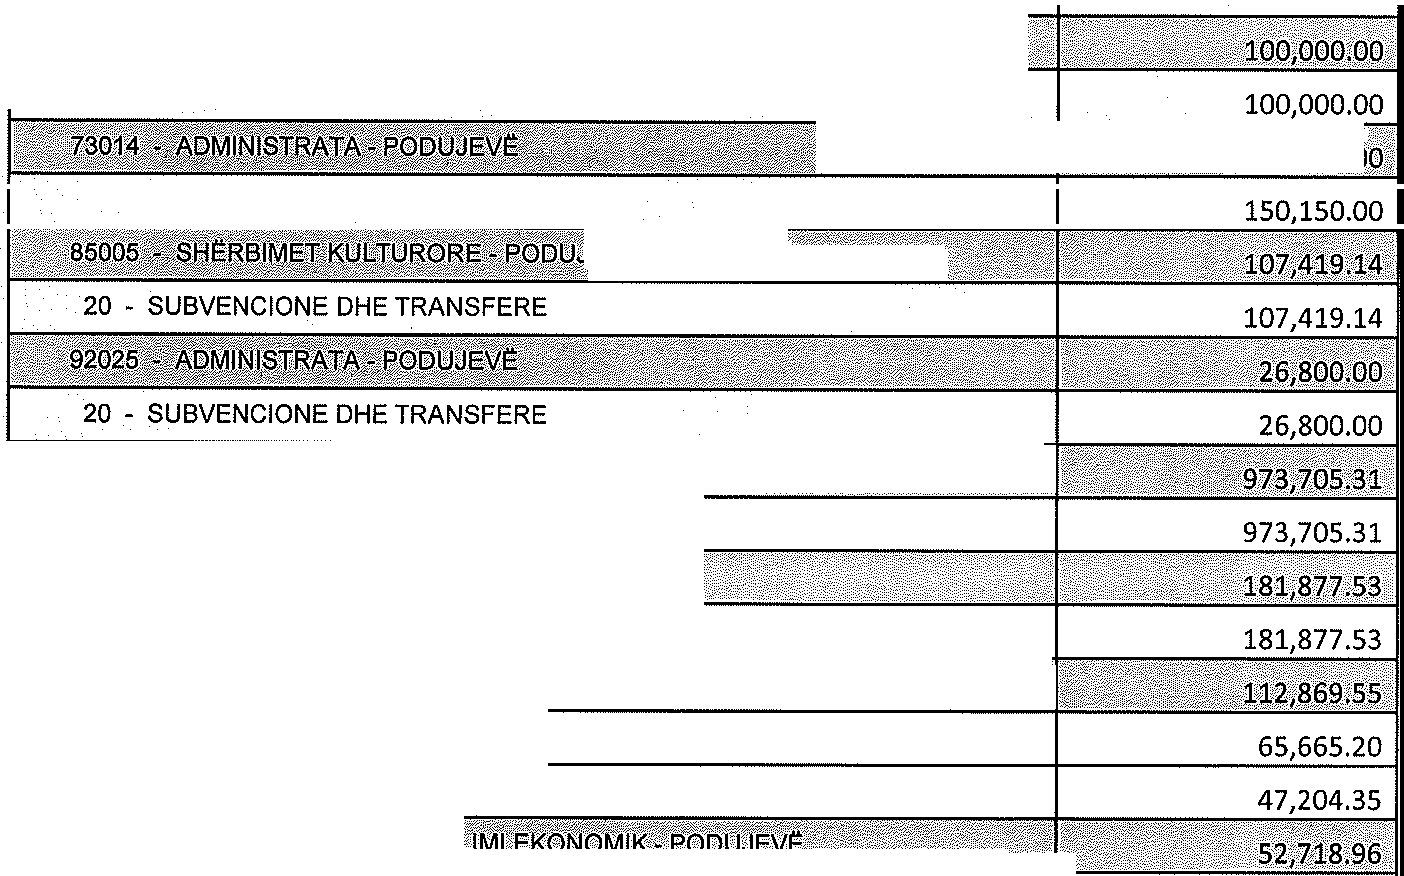 100,000.00
100,000.00
73014 - ADMINISTRATA - PODUJEVË
150,150.00
85005 - SHËRBIMET KULTURORE - 107,419.14
20 - SUBVENCIONE DHE TRANSFERE 107,419.14
92025 - ADMINISTRATA - PODUJEVË 26,800.00
20 - SUBVENCIONE DHE TRANSFERE 26,800.00
973,705.31
973,705.31
181,877.53
181,877.53
112,869.55
65,665.20
47,204.35
EKONOMIK - PODUJEVË 52,718.96